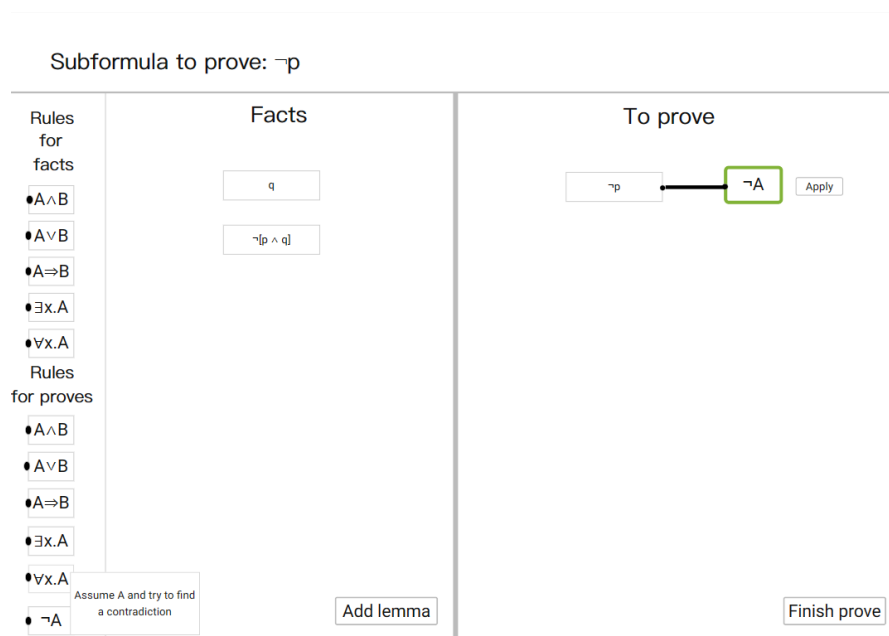 Subformula to prove: ¬p
Rules
for
facts
A∧B
A∨B
A⇒B
∃x.A
∀x.A
Rules
for proves
A∧B
A∨B
A⇒B
∃x.A
∀x.A
¬A
Assume A and try to find
a contradiction
Facts
q
¬[p ∧ q]
Add lemma
To prove
¬p
¬A
Apply
Finish prove